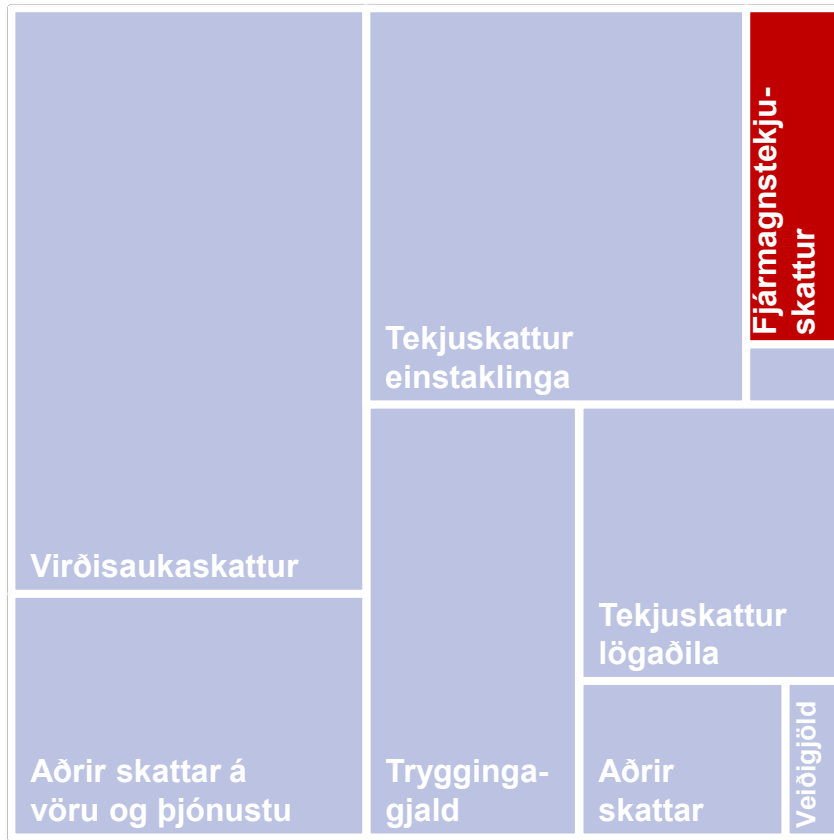 Virðisaukaskattur
Aðrir skattar á
vöru og þjónustu
Tekjuskattur
einstaklinga
Fjármagnstekju-
skattur
Trygginga-
gjald
Tekjuskattur
lögaðila
Aðrir
skattar
Veiðigjöld